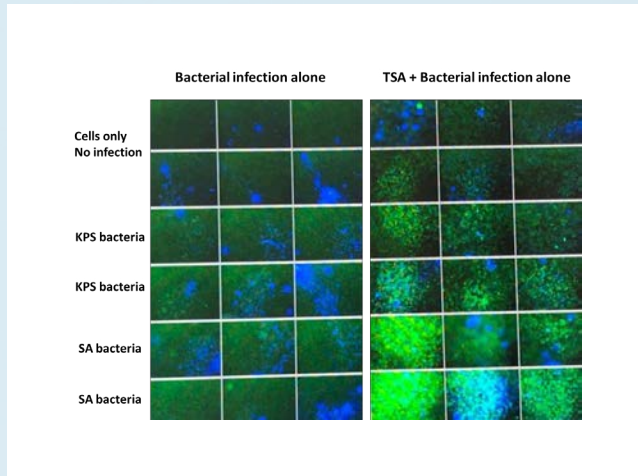 Bacterial infection alone
TSA + Bacterial infection alone
Cells only
No infection
KPS bacteria
KPS bacteria
SA bacteria
SA bacteria